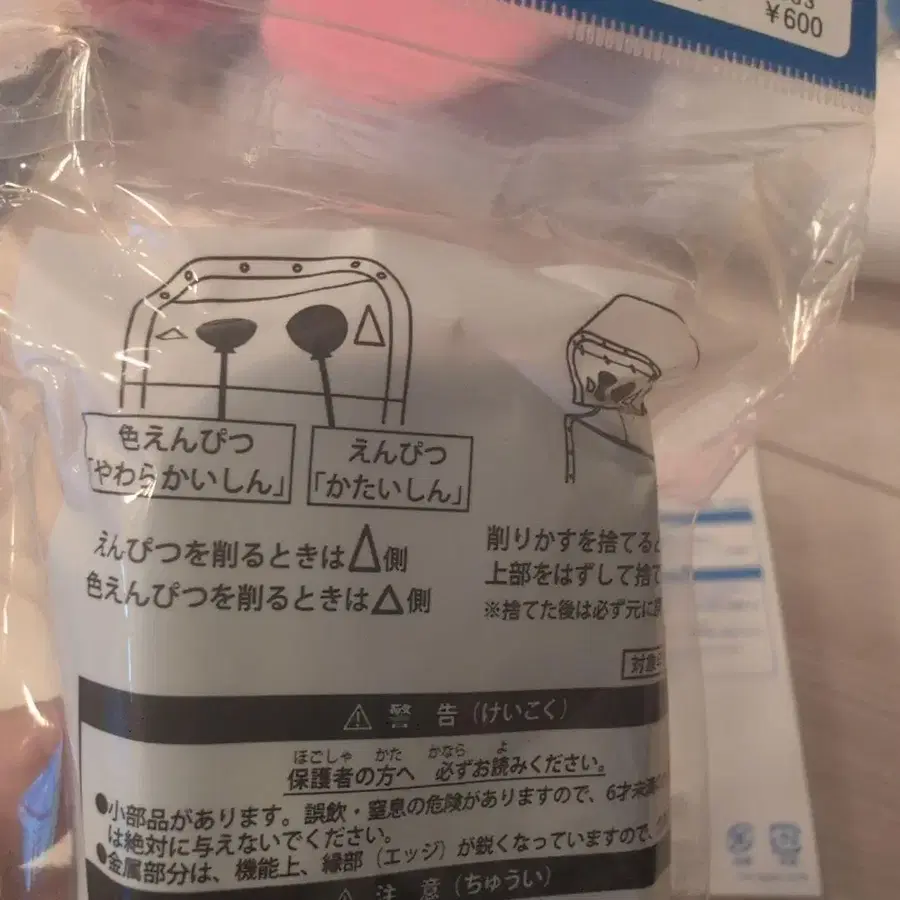 ¥600
色えんぴつ
「やわらかいしん」
えんぴつ
「かたいしん」
えんぴつを削るときは△側
色えんぴつを削るときは△側
削りかすを捨てると
上部をはずして捨て
※捨てた後は必ず元に
対象
⚠ 警 告 (けいこく)
ほごしゃ かた かなら よ
保護者の方へ 必ずお読みください。
●小部品があります。誤飲・窒息の危険がありますので、6才未満
は絶対に与えないでください。
●金属部分は、機能上、縁部(エッジ)が鋭くなっていますので、
⚠ 注 意 (ちゅうい)